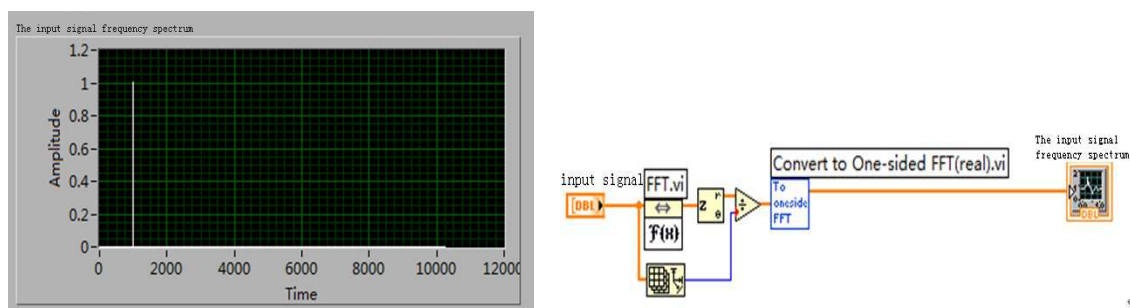 The input signal frequency spectrum
1.2
1
0.8
0.6
0.4
0.2
0
Amplitude
0 2000 4000 6000 8000 10000 12000
Time
input signal
[DBL]
FFT.vi
F(x)
z
r
θ
÷
Convert to One-sided FFT(real).vi
To
oneside
FFT
The input signal
frequency spectrum
DBL